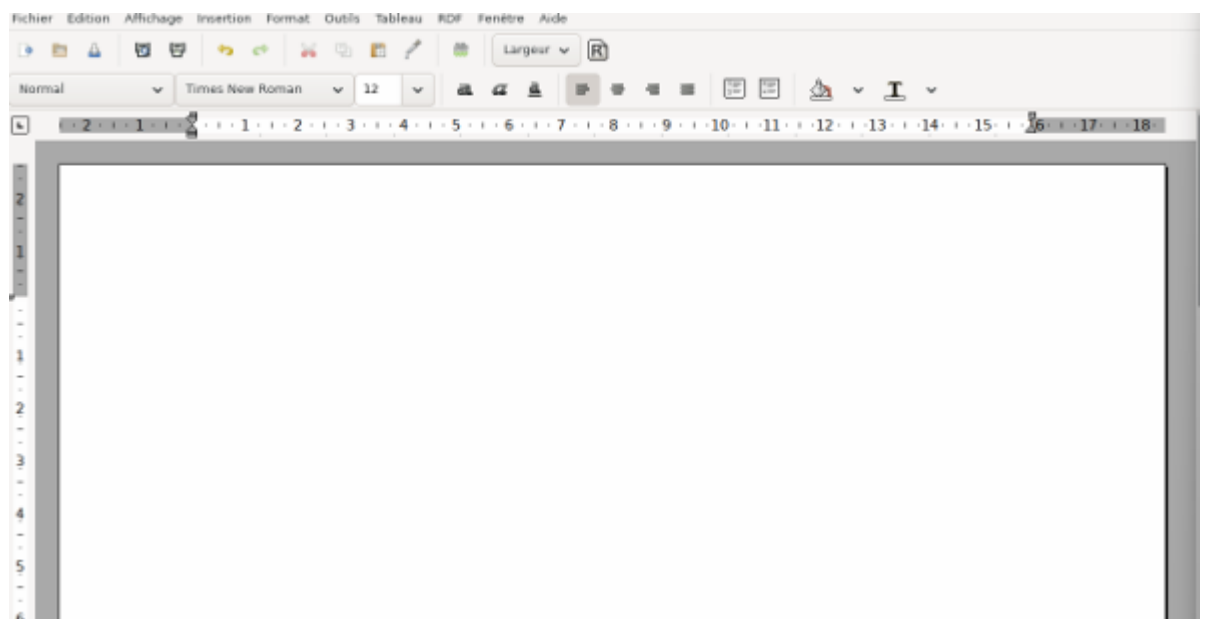 Fichier Edition Affichage Insertion Format Outils Tableau RDF Fenêtre Aide
Largeur
Normal Times New Roman 12
2 1 1 2 3 4 5 6 7 8 9 10 11 12 13 14 15 16 17 18
2
1
1
2
3
4
5
6